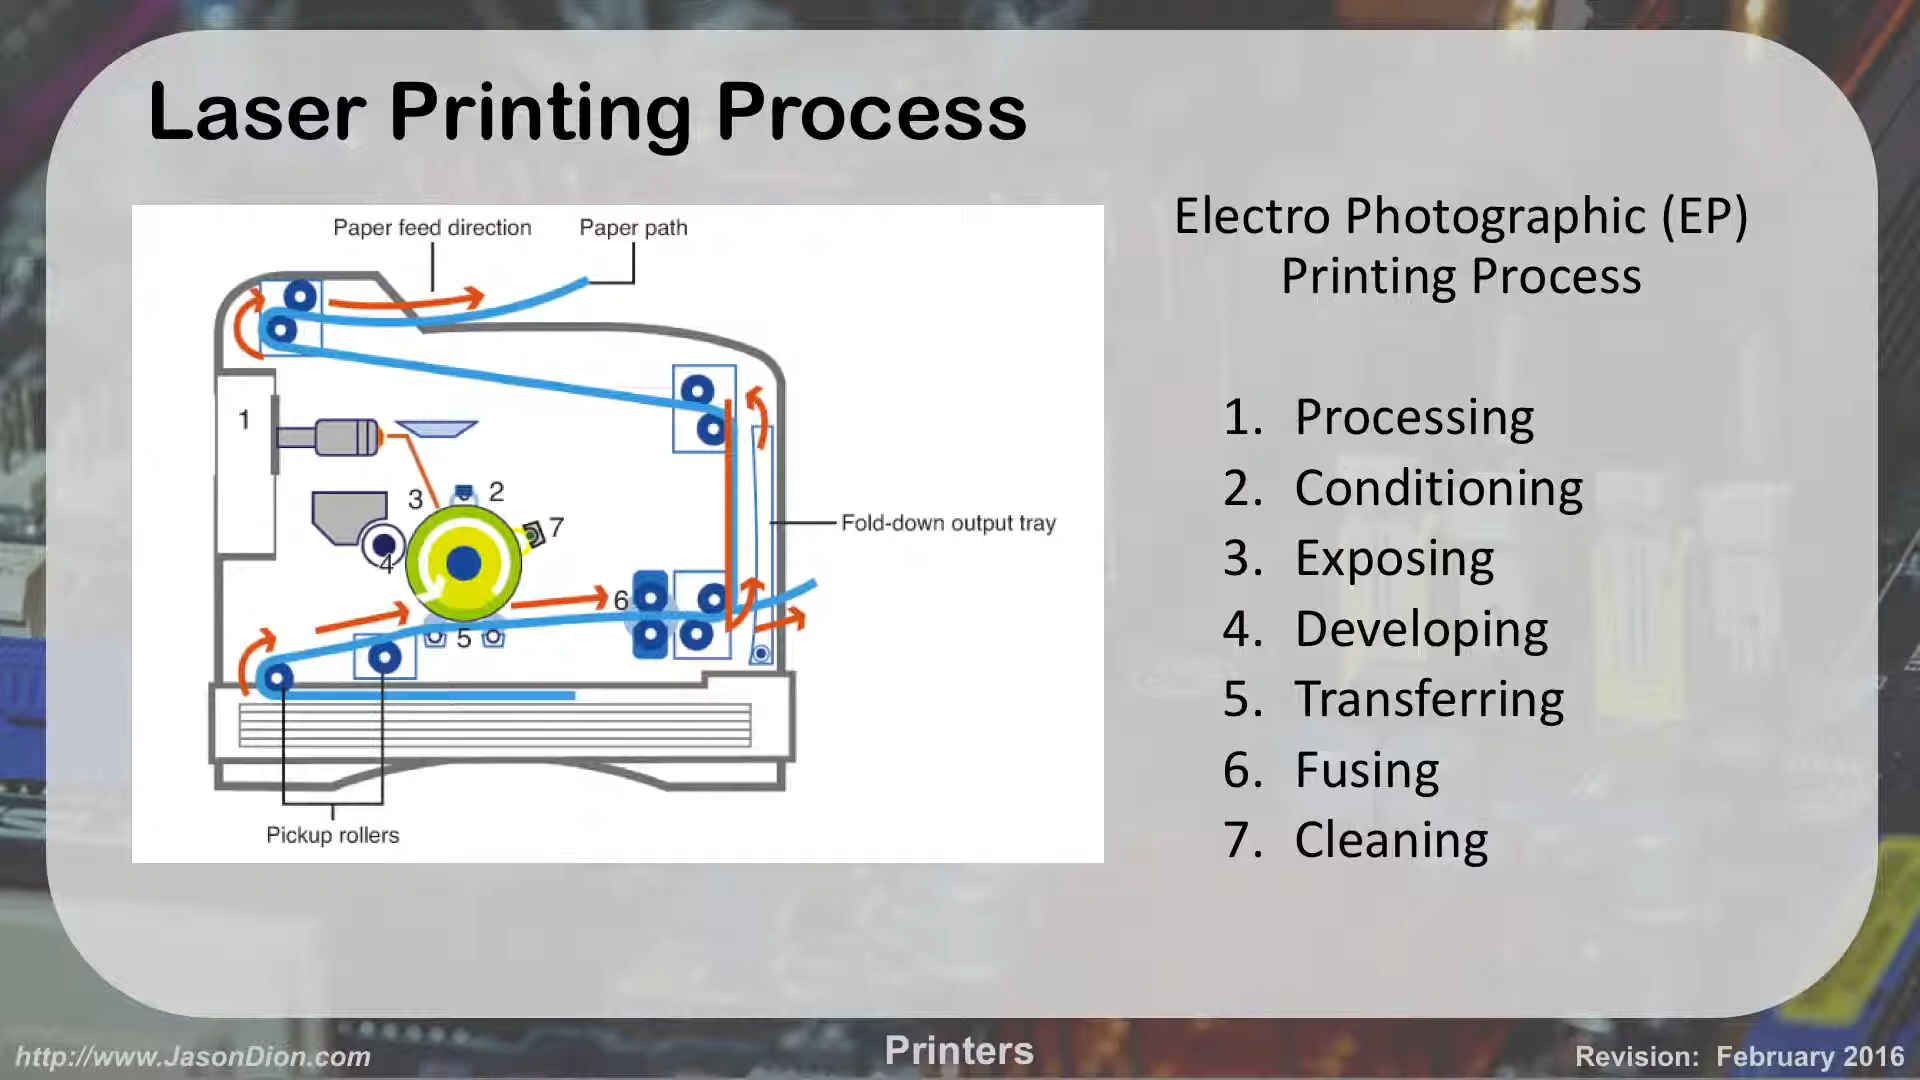 Laser Printing Process
Paper feed direction
Paper path
1
3
2
7
4
Fold-down output tray
6
5
Pickup rollers
Electro Photographic (EP)
Printing Process
1. Processing
2. Conditioning
3. Exposing
4. Developing
5. Transferring
6. Fusing
7. Cleaning
http://www.JasonDion.com
Printers
Revision: February 2016